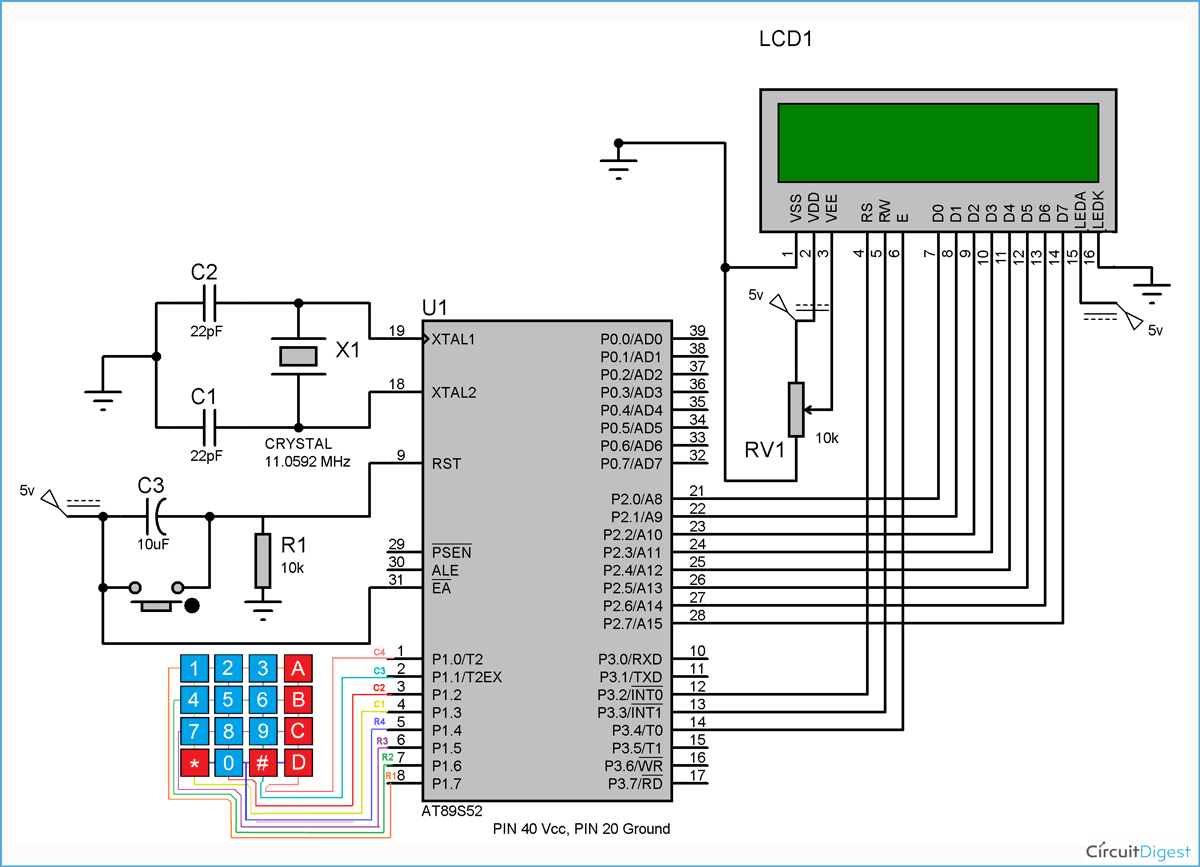 LCD1
VSS
VDD
VEE
RS
RW
E
D0
D1
D2
D3
D4
D5
D6
D7
LEDA
LEDK
1
2
3
4
5
6
7
8
9
10
11
12
13
14
15
16
5v
5v
RV1
10k
C2
22pF
X1
C1
22pF
CRYSTAL
11.0592 MHz
5v
C3
10uF
R1
10k
U1
19 XTAL1
18 XTAL2
9 RST
29 PSEN
30 ALE
31 EA
C4 1 P1.0/T2
C3 2 P1.1/T2EX
C2 3 P1.2
C1 4 P1.3
R4 5 P1.4
R3 6 P1.5
R2 7 P1.6
R1 8 P1.7
P0.0/AD0 39
P0.1/AD1 38
P0.2/AD2 37
P0.3/AD3 36
P0.4/AD4 35
P0.5/AD5 34
P0.6/AD6 33
P0.7/AD7 32
P2.0/A8 21
P2.1/A9 22
P2.2/A10 23
P2.3/A11 24
P2.4/A12 25
P2.5/A13 26
P2.6/A14 27
P2.7/A15 28
P3.0/RXD 10
P3.1/TXD 11
P3.2/INT0 12
P3.3/INT1 13
P3.4/T0 14
P3.5/T1 15
P3.6/WR 16
P3.7/RD 17
1 2 3 A
4 5 6 B
7 8 9 C
* 0 # D
AT89S52
PIN 40 Vcc, PIN 20 Ground
CircuitDigest